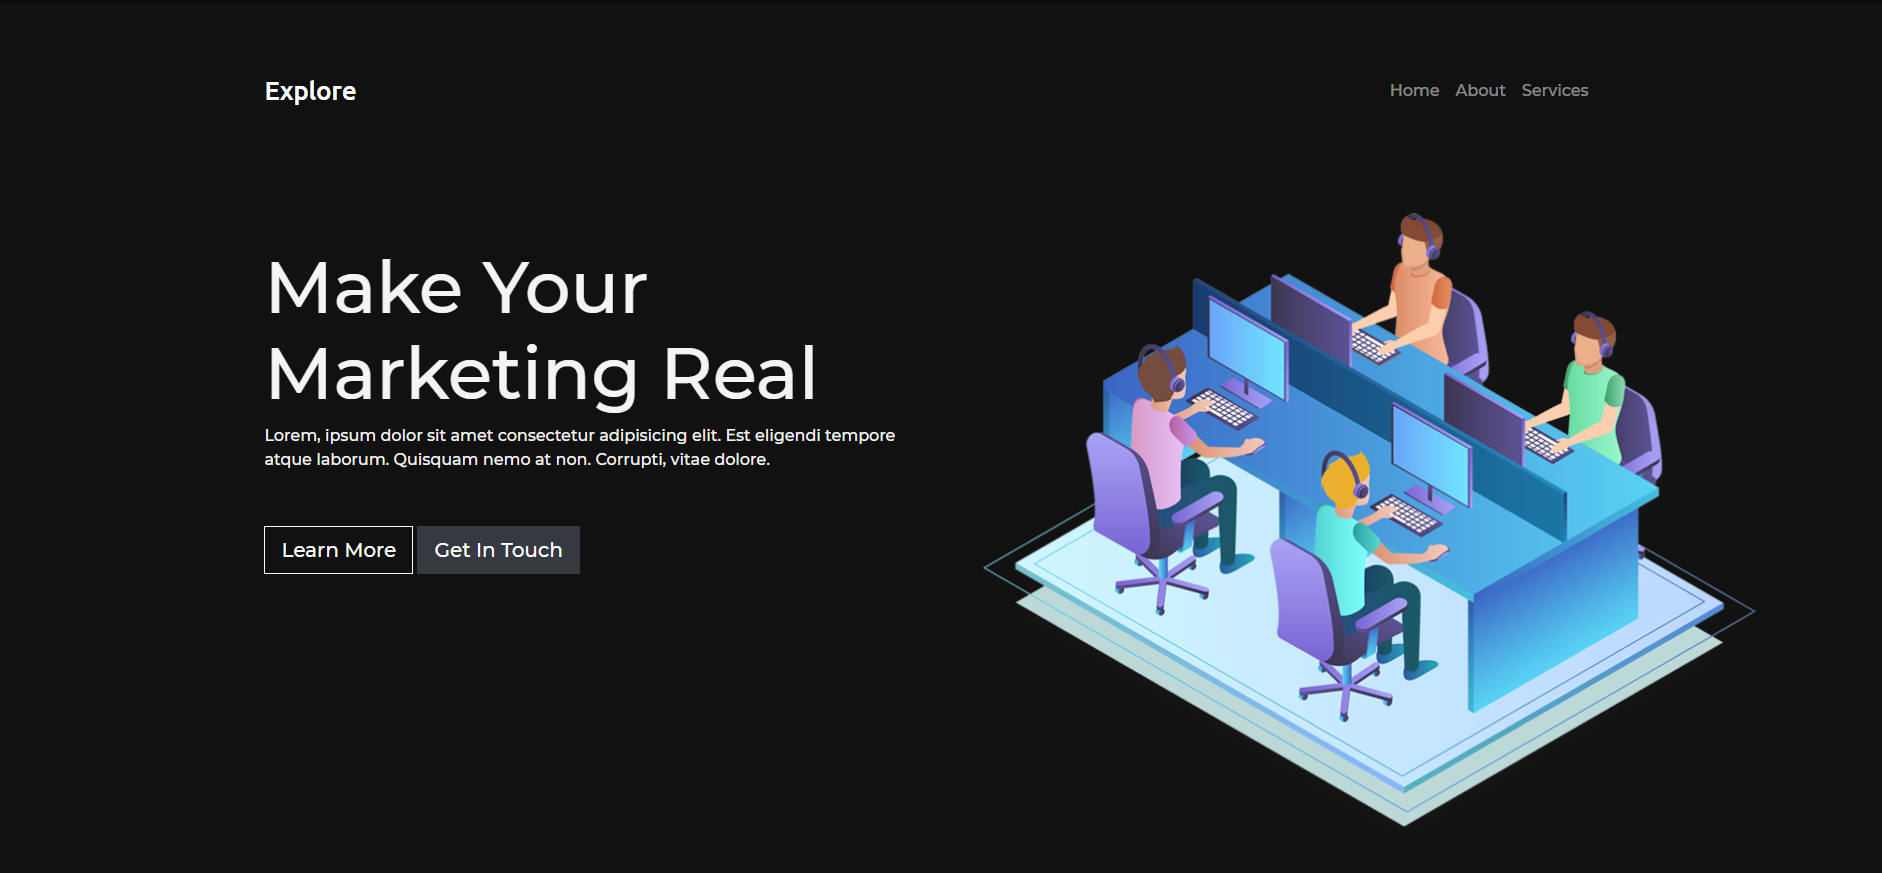 Explore
Home About Services
Make Your
Marketing Real
Lorem, ipsum dolor sit amet consectetur adipisicing elit. Est eligendi tempore
atque laborum. Quisquam nemo at non. Corrupti, vitae dolore.
Learn More Get In Touch